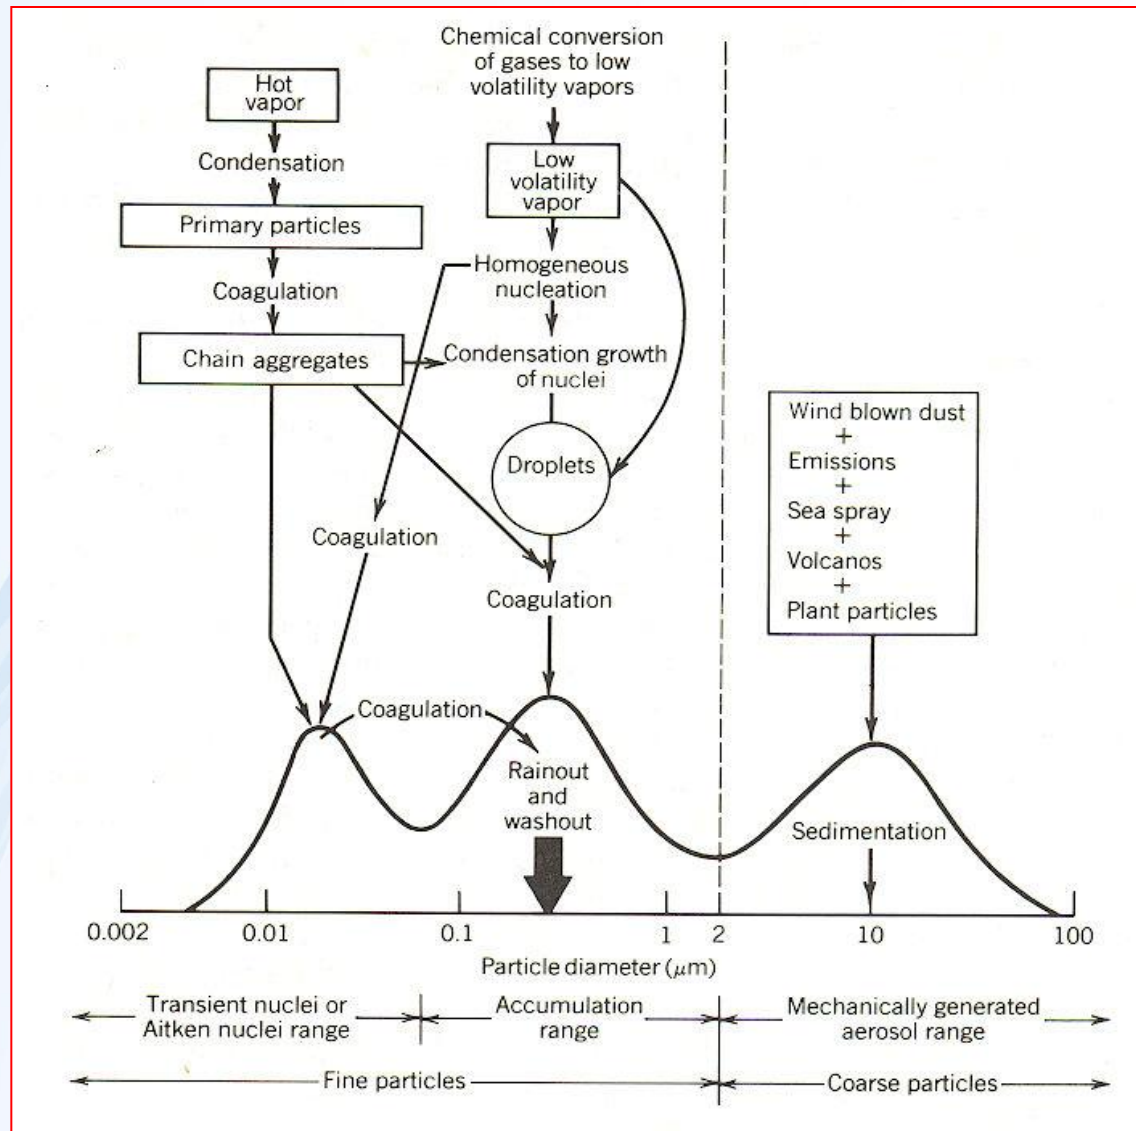 Chemical conversion
of gases to low
volatility vapors
Hot
vapor
Condensation
Low
volatility
vapor
Primary particles
Homogeneous
nucleation
Coagulation
Chain aggregates
Condensation growth
of nuclei
Wind blown dust
+
Emissions
+
Sea spray
+
Volcanos
+
Plant particles
Droplets
Coagulation
Coagulation
Coagulation
Rainout
and
washout
Sedimentation
0.002 0.01 0.1 1 2 10 100
Particle diameter (μm)
Transient nuclei or
Aitken nuclei range
Accumulation
range
Mechanically generated
aerosol range
Fine particles
Coarse particles